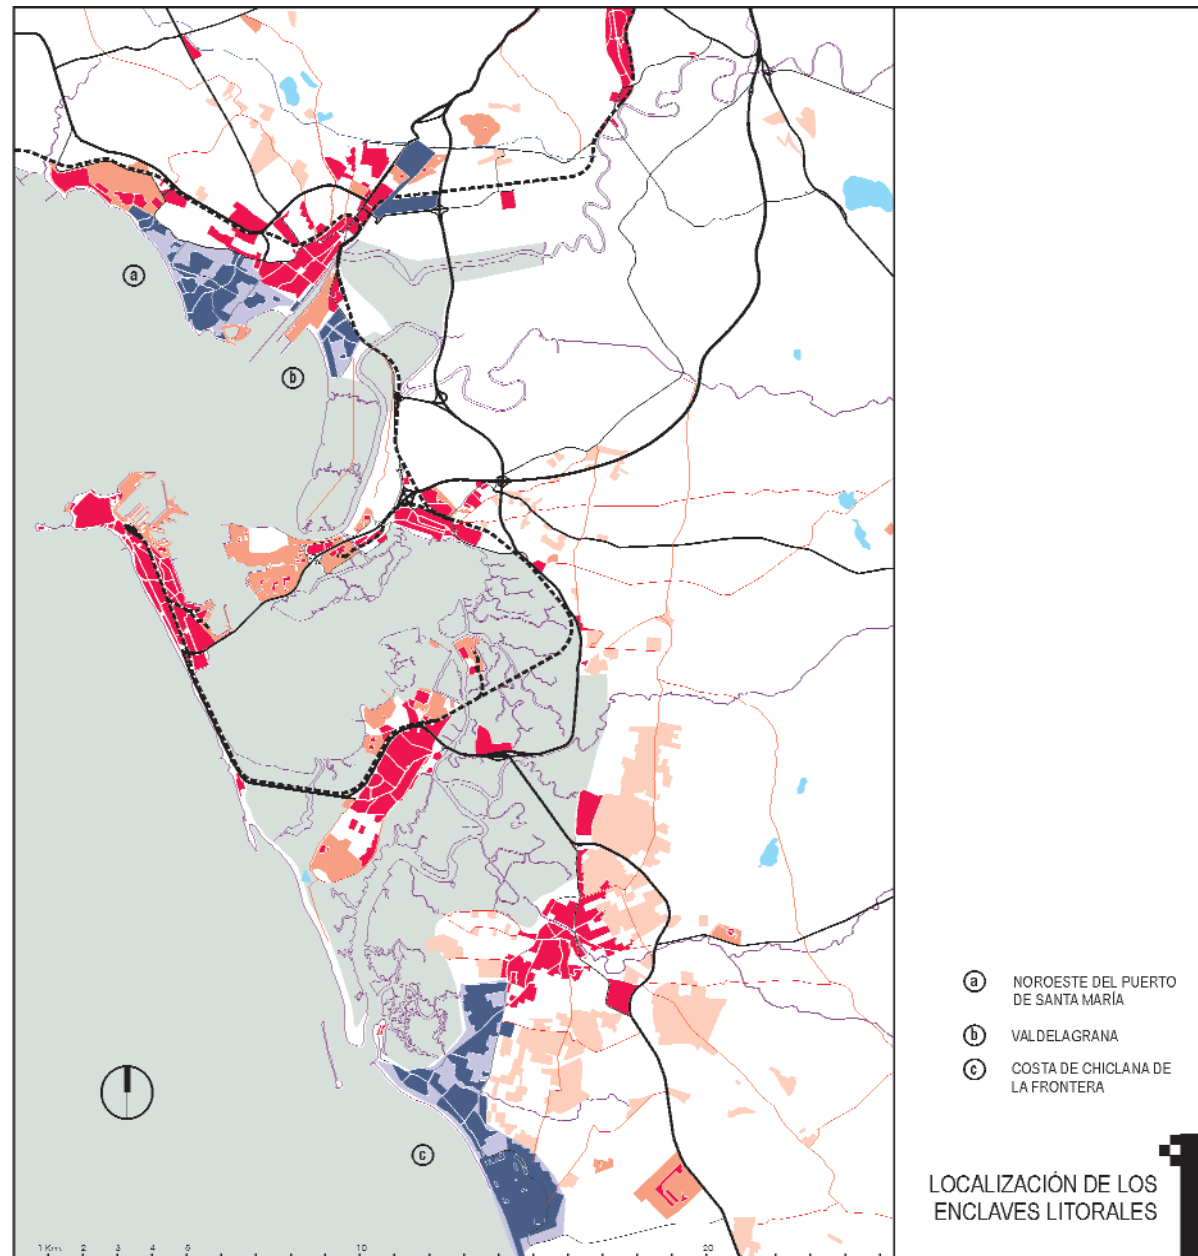 a
b
c
a NOROESTE DEL PUERTO
DE SANTA MARÍA
b VALDELAGRANA
c COSTA DE CHICLANA DE
LA FRONTERA
LOCALIZACIÓN DE LOS
ENCLAVES LITORALES
1 Km. 2 3 4 5 10 20